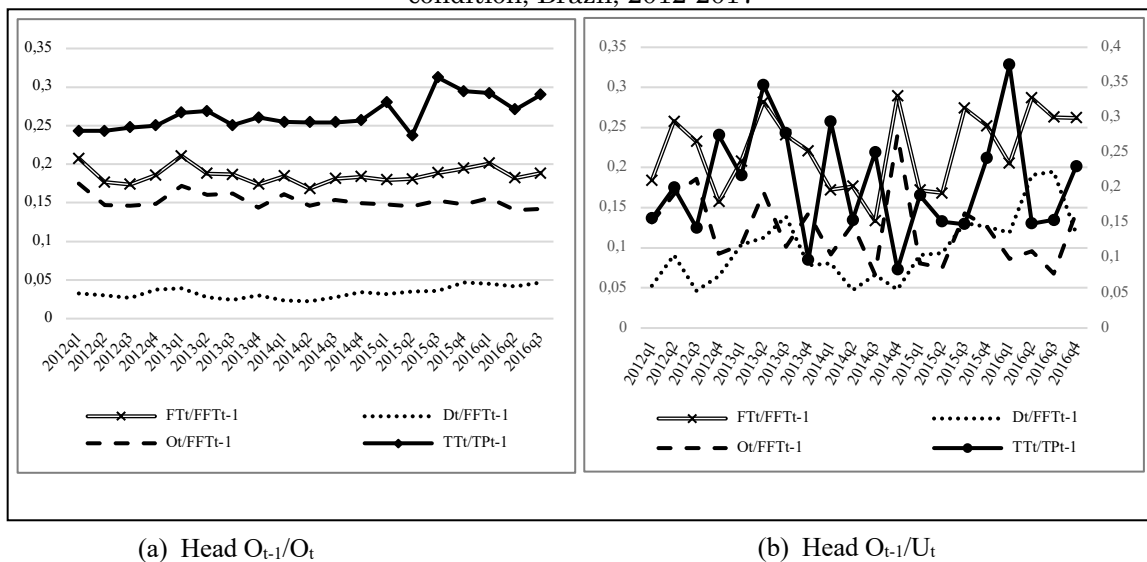 condition, Brazil, 2012-2017
0,35
0,3
0,25
0,2
0,15
0,1
0,05
0
2012q1
2012q2
2012q3
2012q4
2013q1
2013q2
2013q3
2013q4
2014q1
2014q2
2014q3
2014q4
2015q1
2015q2
2015q3
2015q4
2016q1
2016q2
2016q3
FTt/FFTt-1
Dt/FFTt-1
Ot/FFTt-1
TTt/TPt-1
0,35
0,3
0,25
0,2
0,15
0,1
0,05
0
0,4
0,35
0,3
0,25
0,2
0,15
0,1
0,05
0
2012q1
2012q2
2012q3
2012q4
2013q1
2013q2
2013q3
2013q4
2014q1
2014q2
2014q3
2014q4
2015q1
2015q2
2015q3
2015q4
2016q1
2016q2
2016q3
2016q4
FTt/FFTt-1
Dt/FFTt-1
Ot/FFTt-1
TTt/TPt-1
(a) Head Oₜ₋₁/Oₜ
(b) Head Oₜ₋₁/Uₜ